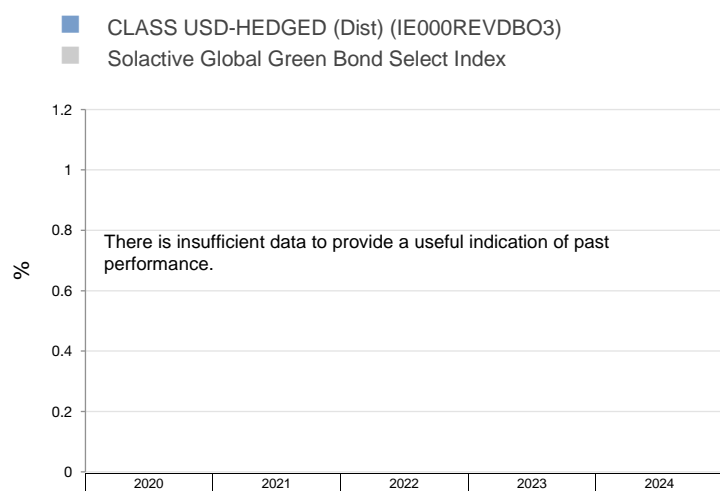 CLASS USD-HEDGED (Dist) (IE000REVDBO3)
Solactive Global Green Bond Select Index
1.2
1
0.8
There is insufficient data to provide a useful indication of past
performance.
%
0.6
0.4
0.2
0
2020 2021 2022 2023 2024